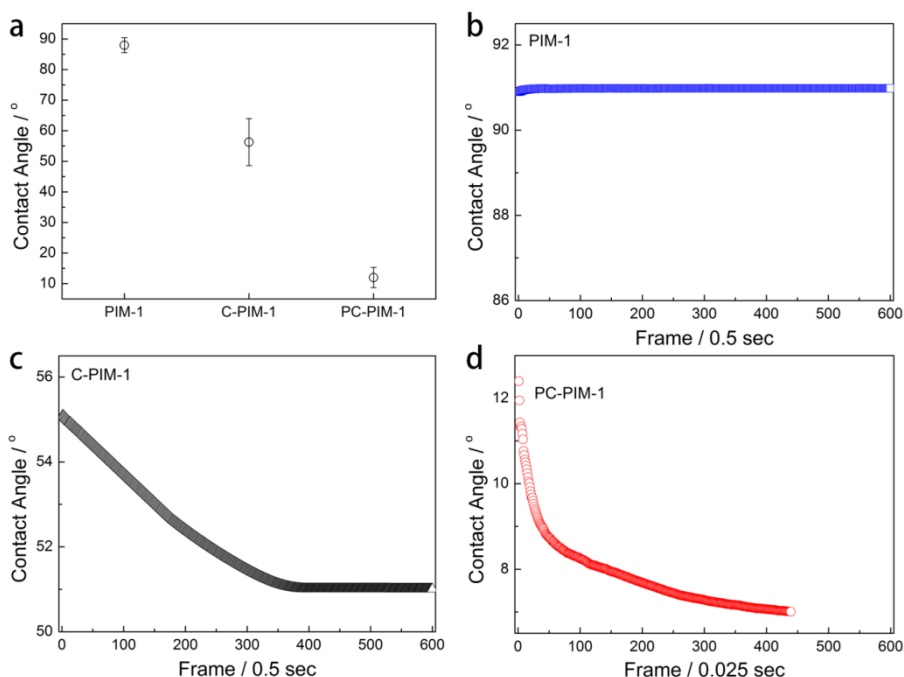 a
Contact Angle / °
90
80
70
60
50
40
30
20
10
PIM-1 C-PIM-1 PC-PIM-1
b
PIM-1
Contact Angle / °
92
90
88
86
0 100 200 300 400 500 600
Frame / 0.5 sec
c
C-PIM-1
Contact Angle / °
56
54
52
50
0 100 200 300 400 500 600
Frame / 0.5 sec
d
PC-PIM-1
Contact Angle / °
12
10
8
0 100 200 300 400 500 600
Frame / 0.025 sec